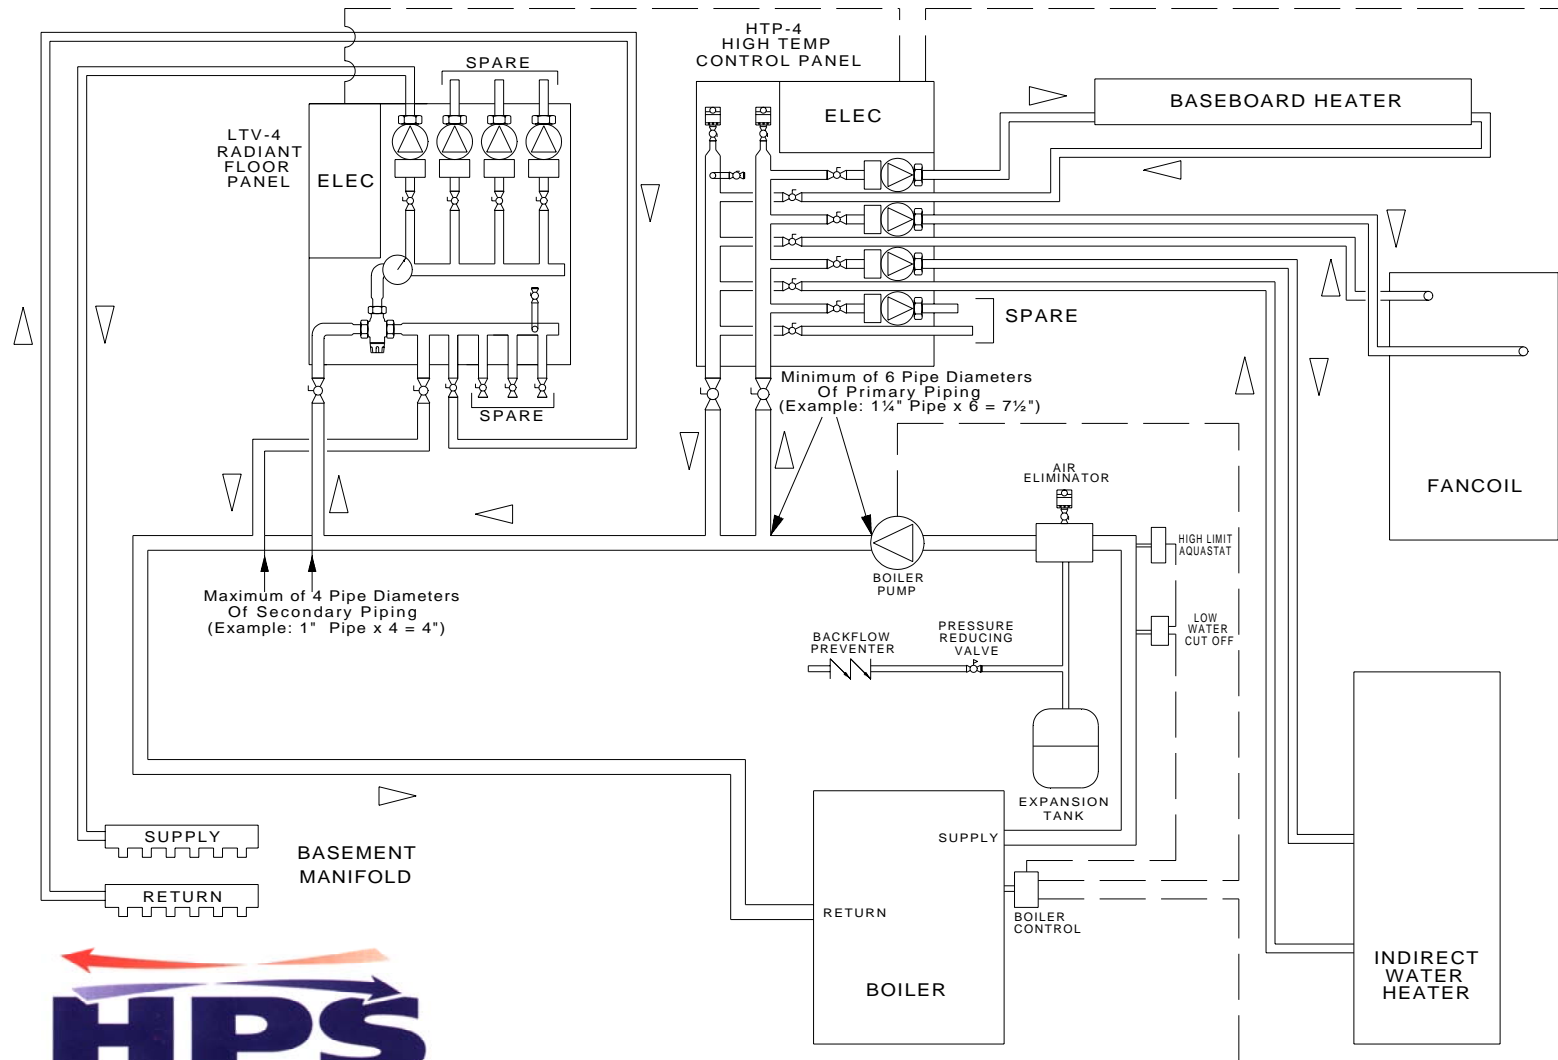 HTP-4
HIGH TEMP
CONTROL PANEL
SPARE
ELEC
BASEBOARD HEATER
LTV-4
RADIANT
FLOOR
PANEL
ELEC
SPARE
SPARE
Minimum of 6 Pipe Diameters
Of Primary Piping
(Example: 1¼" Pipe x 6 = 7½")
AIR
ELIMINATOR
FANCOIL
HIGH LIMIT
AQUASTAT
BOILER
PUMP
Maximum of 4 Pipe Diameters
Of Secondary Piping
(Example: 1" Pipe x 4 = 4")
BACKFLOW
PREVENTER
PRESSURE
REDUCING
VALVE
LOW
WATER
CUT OFF
EXPANSION
TANK
SUPPLY
BASEMENT
MANIFOLD
RETURN
SUPPLY
RETURN
BOILER
CONTROL
BOILER
INDIRECT
WATER
HEATER
HPS